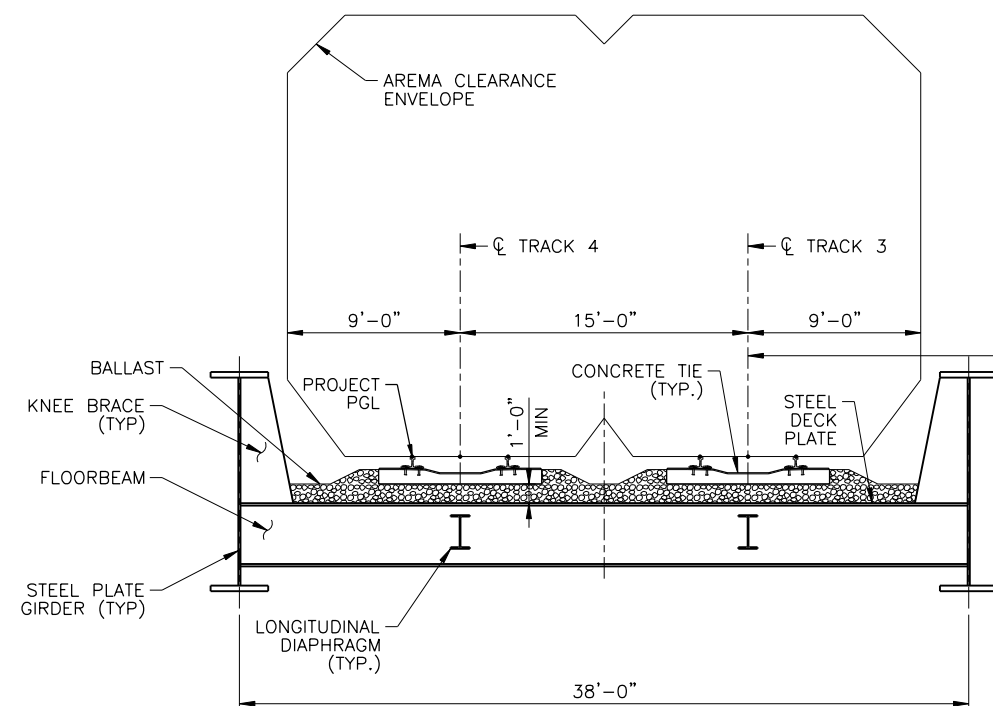 AREMA CLEARANCE
ENVELOPE
℄ TRACK 4
℄ TRACK 3
9'-0"
15'-0"
9'-0"
BALLAST
KNEE BRACE
(TYP)
FLOORBEAM
STEEL PLATE
GIRDER (TYP)
PROJECT
PGL
1'-0"
MIN
CONCRETE TIE
(TYP.)
STEEL
DECK
PLATE
LONGITUDINAL
DIAPHRAGM
(TYP.)
38'-0"